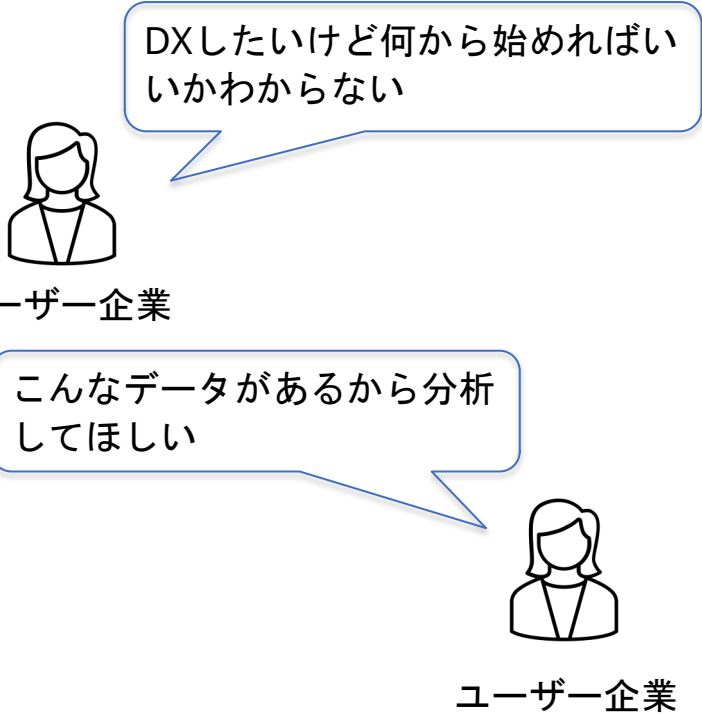 DXしたいけど何から始めればい
いかわからない
ーザー企業
こんなデータがあるから分析
してほしい
ユーザー企業